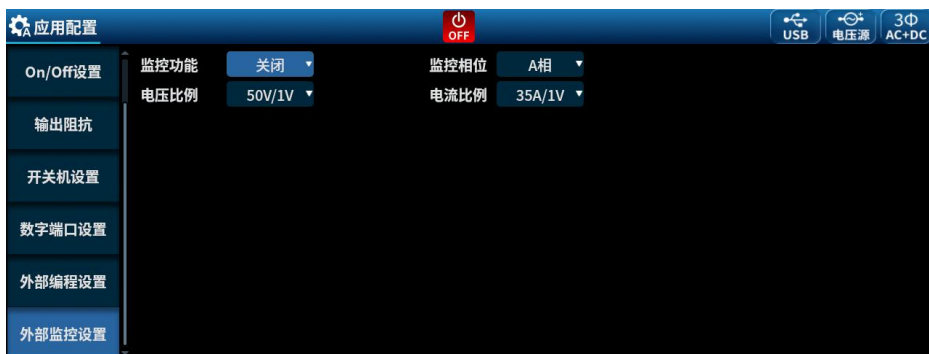 应用配置
OFF
USB
电压源
3Φ
AC+DC
On/Off设置
输出阻抗
开关机设置
数字端口设置
外部编程设置
外部监控设置
监控功能 关闭 监控相位 A相
电压比例 50V/1V 电流比例 35A/1V